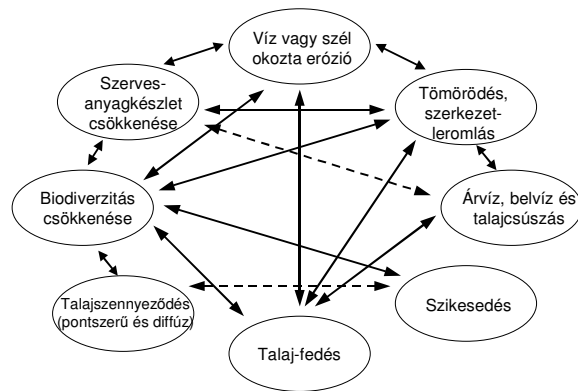 Víz vagy szél
okozta erózió
Szerves-
anyagkészlet
csökkenése
Tömörödés,
szerkezet-
leromlás
Biodiverzitás
csökkenése
Árvíz, belvíz és
talajcsúszás
Talajszennyeződés
(pontszerű és diffúz)
Szikesedés
Talaj-fedés